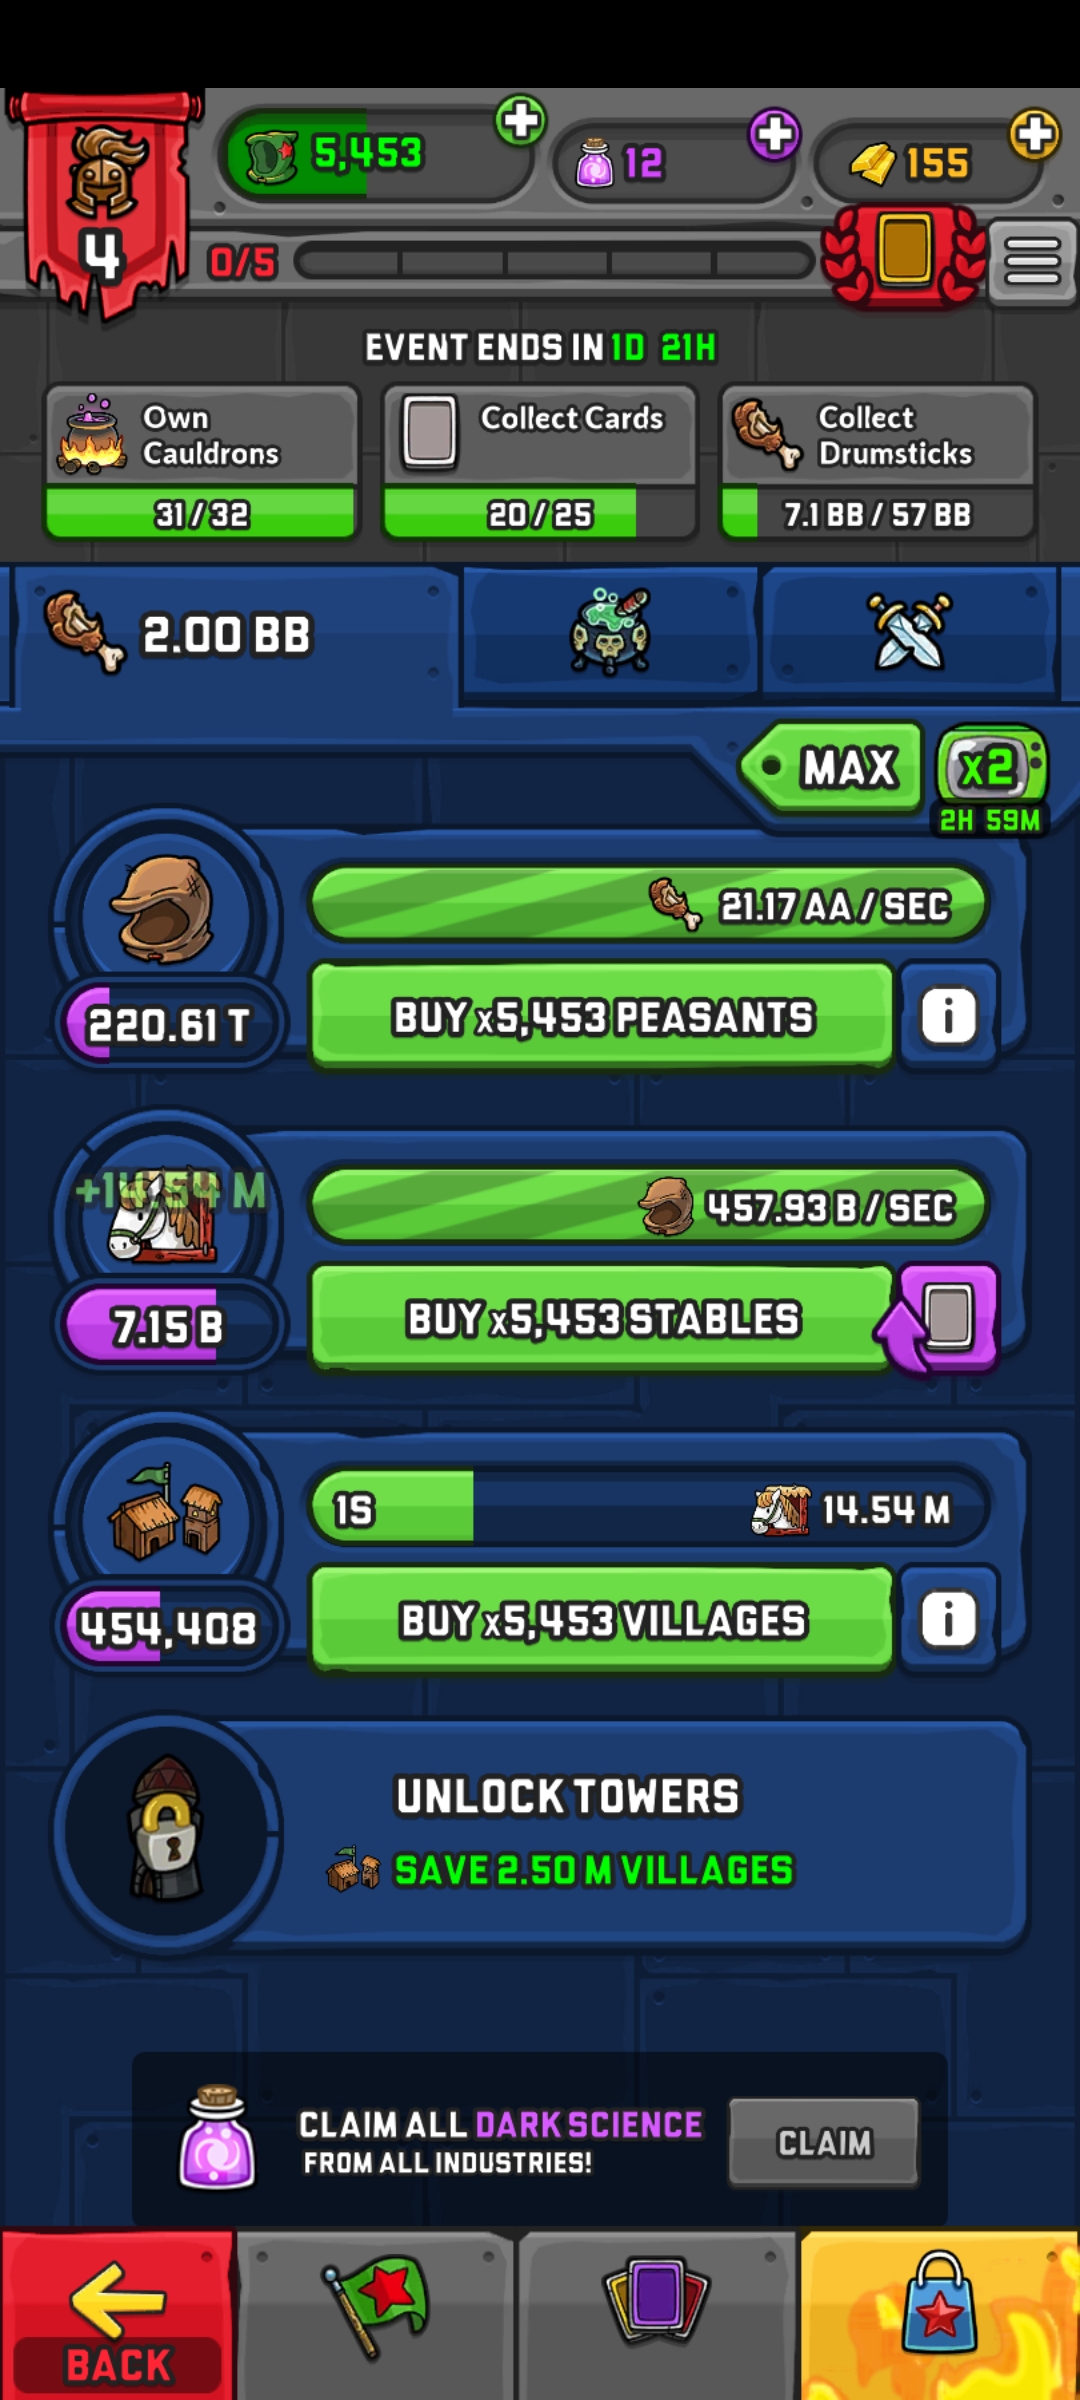 5,453
12
155
4
0/5
EVENT ENDS IN 1D 21H
Own
Cauldrons
31/32
Collect Cards
20/25
Collect
Drumsticks
7.1 BB / 57 BB
2.00 BB
MAX
x2
2H 59M
21.17 AA / SEC
220.61 T
BUY x5,453 PEASANTS
i
+14.54 M
457.93 B / SEC
7.15 B
BUY x5,453 STABLES
1S
14.54 M
454,408
BUY x5,453 VILLAGES
i
UNLOCK TOWERS
SAVE 2.50 M VILLAGES
CLAIM ALL DARK SCIENCE
FROM ALL INDUSTRIES!
CLAIM
BACK